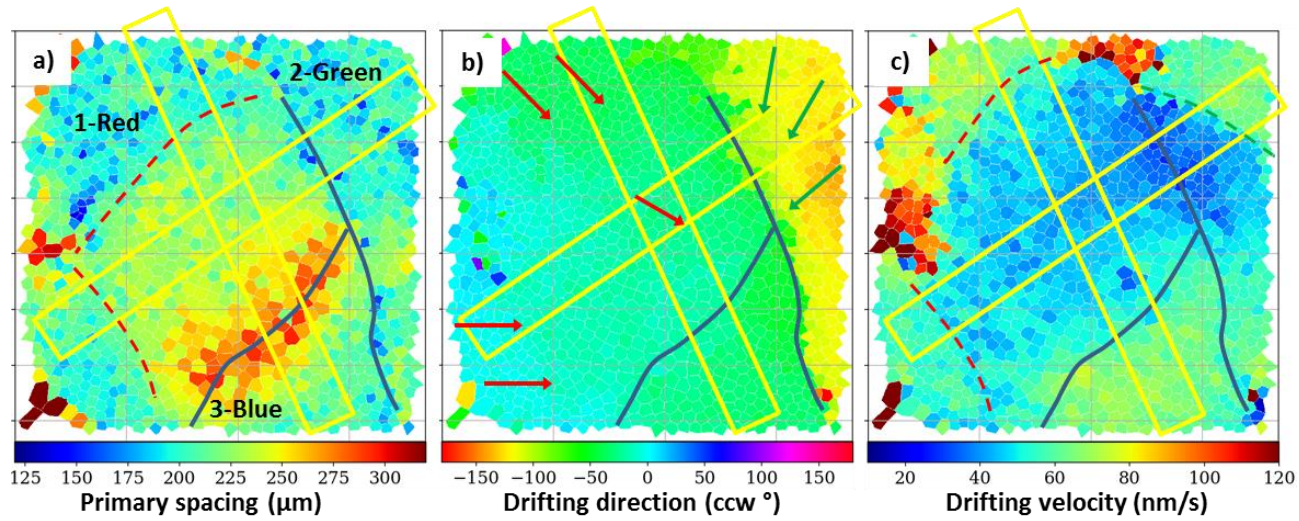 a)
2-Green
1-Red
3-Blue
125 150 175 200 225 250 275 300
Primary spacing (µm)
b)
−150 −100 −50 0 50 100 150
Drifting direction (ccw °)
c)
20 40 60 80 100 120
Drifting velocity (nm/s)